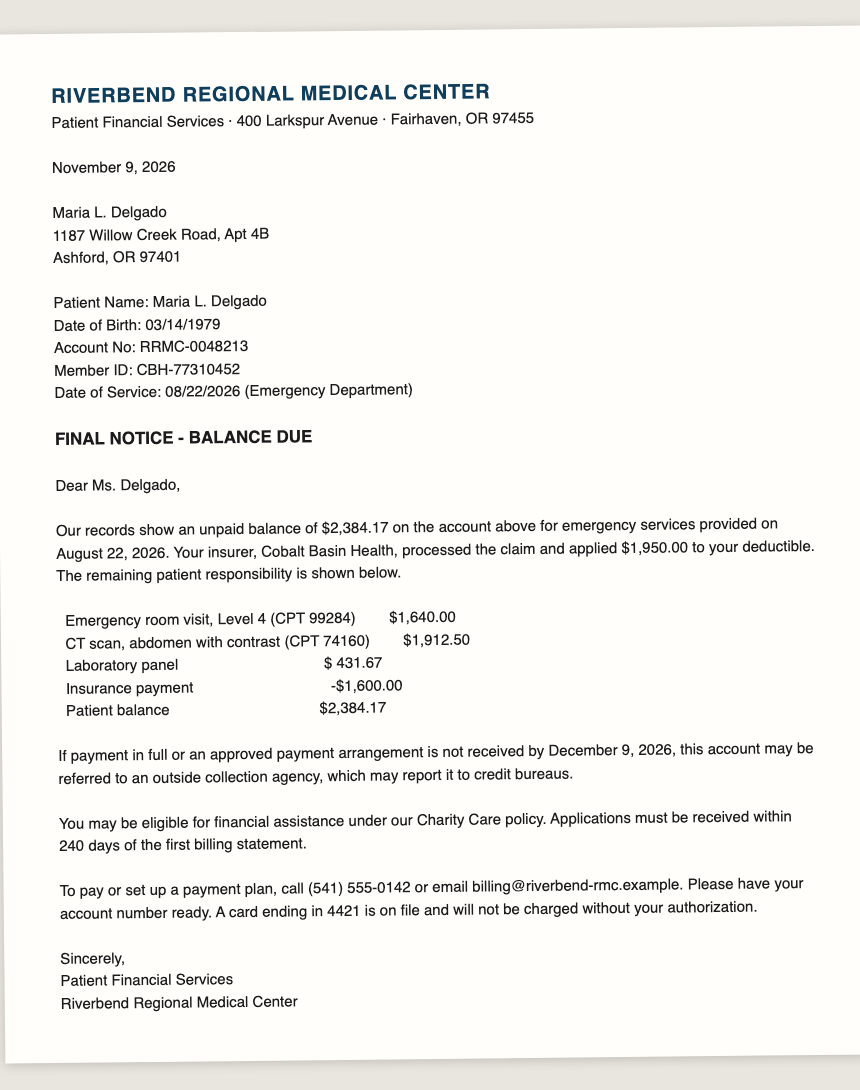 RIVERBEND REGIONAL MEDICAL CENTER
Patient Financial Services · 400 Larkspur Avenue · Fairhaven, OR 97455
November 9, 2026
Maria L. Delgado
1187 Willow Creek Road, Apt 4B
Ashford, OR 97401
Patient Name: Maria L. Delgado
Date of Birth: 03/14/1979
Account No: RRMC-0048213
Member ID: CBH-77310452
Date of Service: 08/22/2026 (Emergency Department)
FINAL NOTICE - BALANCE DUE
Dear Ms. Delgado,
Our records show an unpaid balance of $2,384.17 on the account above for emergency services provided on
August 22, 2026. Your insurer, Cobalt Basin Health, processed the claim and applied $1,950.00 to your deductible.
The remaining patient responsibility is shown below.
Emergency room visit, Level 4 (CPT 99284) $1,640.00
CT scan, abdomen with contrast (CPT 74160) $1,912.50
Laboratory panel $ 431.67
Insurance payment -$1,600.00
Patient balance $2,384.17
If payment in full or an approved payment arrangement is not received by December 9, 2026, this account may be
referred to an outside collection agency, which may report it to credit bureaus.
You may be eligible for financial assistance under our Charity Care policy. Applications must be received within
240 days of the first billing statement.
To pay or set up a payment plan, call (541) 555-0142 or email billing@riverbend-rmc.example. Please have your
account number ready. A card ending in 4421 is on file and will not be charged without your authorization.
Sincerely,
Patient Financial Services
Riverbend Regional Medical Center